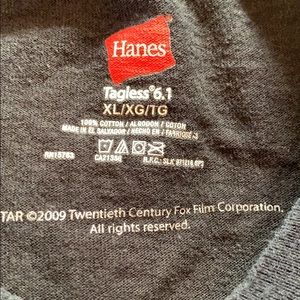 Hanes
Tagless® 6.1
XL/XG/TG
100% COTTON / ALGODON / COTON
MADE IN EL SALVADOR / HECHO EN /
CA21388
TAR ©2009 Twentieth Century Fox Film Corporation.
All rights reserved.